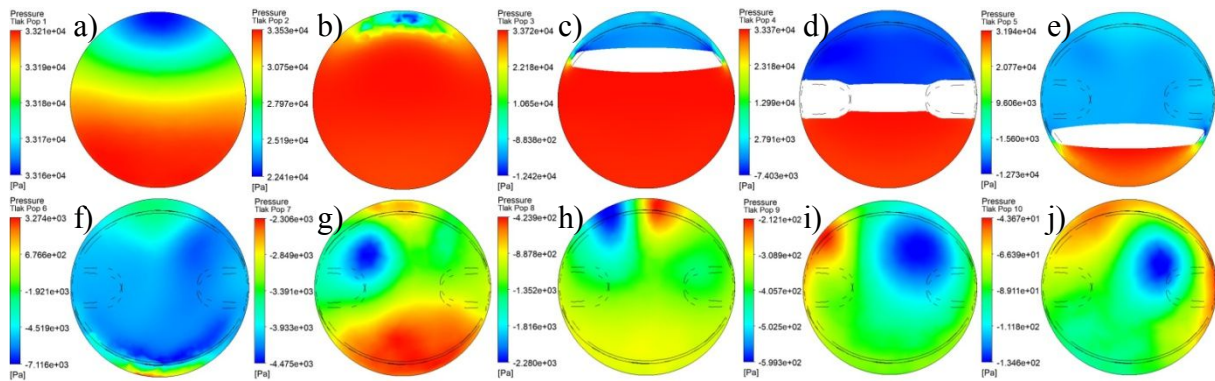 Pressure
Tlak Pop 1
3.321e+04
3.319e+04
3.318e+04
3.317e+04
3.316e+04
[Pa]
a)
Pressure
Tlak Pop 2
3.353e+04
3.075e+04
2.797e+04
2.519e+04
2.241e+04
[Pa]
b)
Pressure
Tlak Pop 3
3.372e+04
2.218e+04
1.065e+04
-8.838e+02
-1.242e+04
[Pa]
c)
Pressure
Tlak Pop 4
3.337e+04
2.318e+04
1.299e+04
2.791e+03
-7.403e+03
[Pa]
d)
Pressure
Tlak Pop 5
3.194e+04
2.077e+04
9.606e+03
-1.560e+03
-1.273e+04
[Pa]
e)
Pressure
Tlak Pop 6
3.274e+03
6.766e+02
-1.921e+03
-4.519e+03
-7.116e+03
[Pa]
f)
Pressure
Tlak Pop 7
-2.306e+03
-2.849e+03
-3.391e+03
-3.933e+03
-4.475e+03
[Pa]
g)
Pressure
Tlak Pop 8
-4.239e+02
-8.878e+02
-1.352e+03
-1.816e+03
-2.280e+03
[Pa]
h)
Pressure
Tlak Pop 9
-2.121e+02
-3.089e+02
-4.057e+02
-5.025e+02
-5.993e+02
[Pa]
i)
Pressure
Tlak Pop 10
-4.367e+01
-6.639e+01
-8.911e+01
-1.118e+02
-1.346e+02
[Pa]
j)